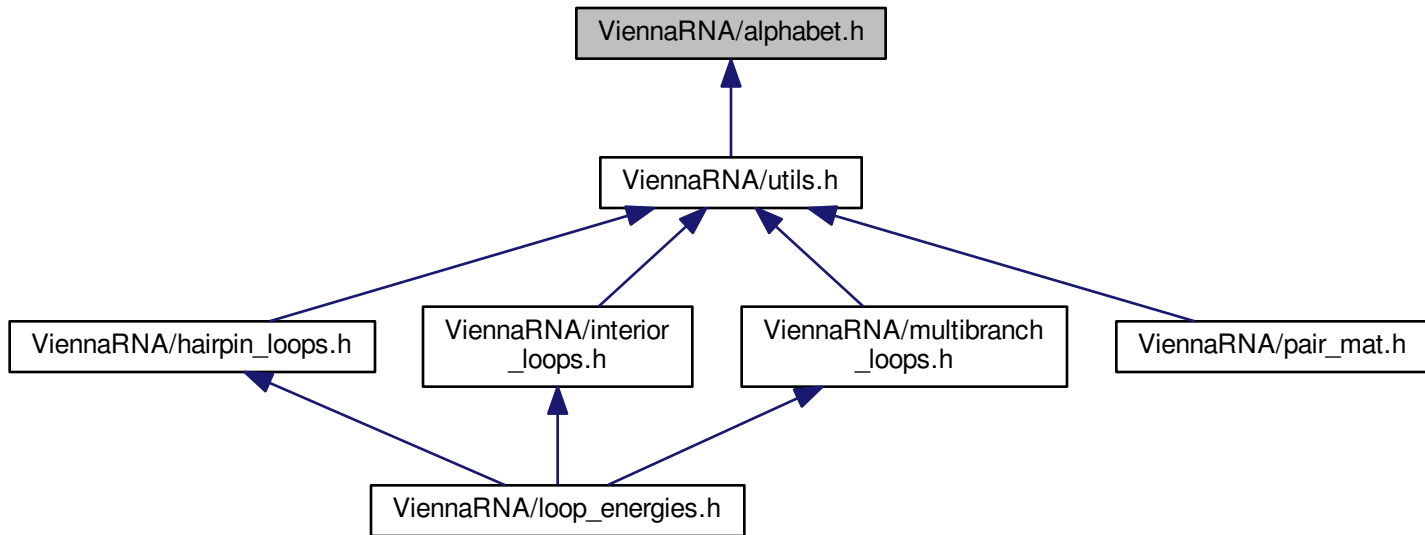 ViennaRNA/alphabet.h
ViennaRNA/utils.h
ViennaRNA/hairpin_loops.h
ViennaRNA/interior
_loops.h
ViennaRNA/multibranch
_loops.h
ViennaRNA/pair_mat.h
ViennaRNA/loop_energies.h